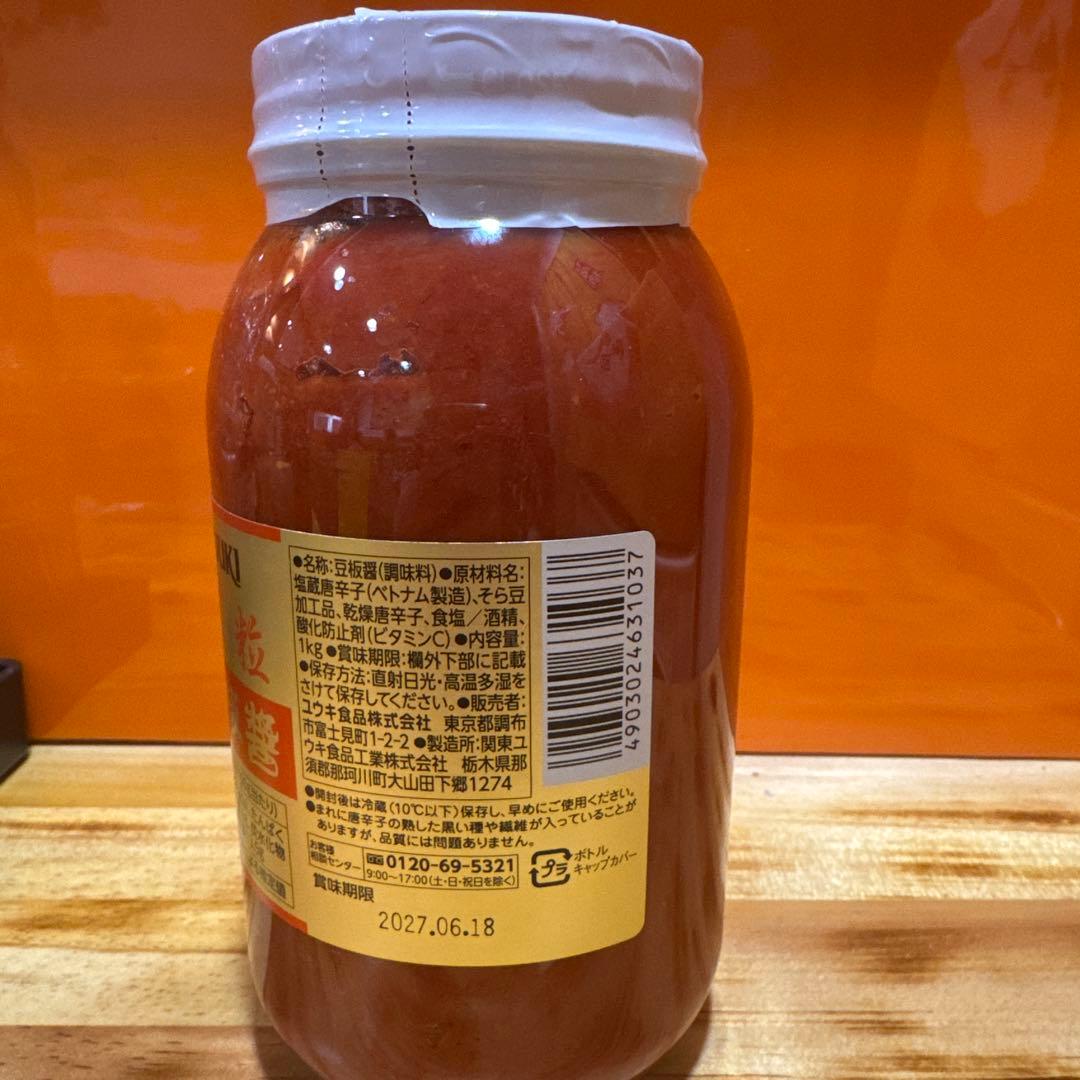 CLOSE
UKI
粒
醤
●名称:豆板醤(調味料)●原材料名:
塩蔵唐辛子(ベトナム製造)、そら豆
加工品、乾燥唐辛子、食塩／酒精、
酸化防止剤(ビタミンC)●内容量:
1kg●賞味期限:欄外下部に記載
●保存方法:直射日光・高温多湿を
さけて保存してください。●販売者:
ユウキ食品株式会社 東京都調布
市富士見町1-2-2●製造所:関東ユ
ウキ食品工業株式会社 栃木県那
須郡那珂川町大山田下郷1274
4903024631037
●開封後は冷蔵(10℃以下)保存し、早めにご使用ください。
●まれに唐辛子の熟した黒い種や繊維が入っていることが
ありますが、品質には問題ありません。
お客様
相談センター
0120-69-5321
9:00～17:00(土・日・祝日を除く)
プラ
ボトル
キャップカバー
賞味期限
2027.06.18